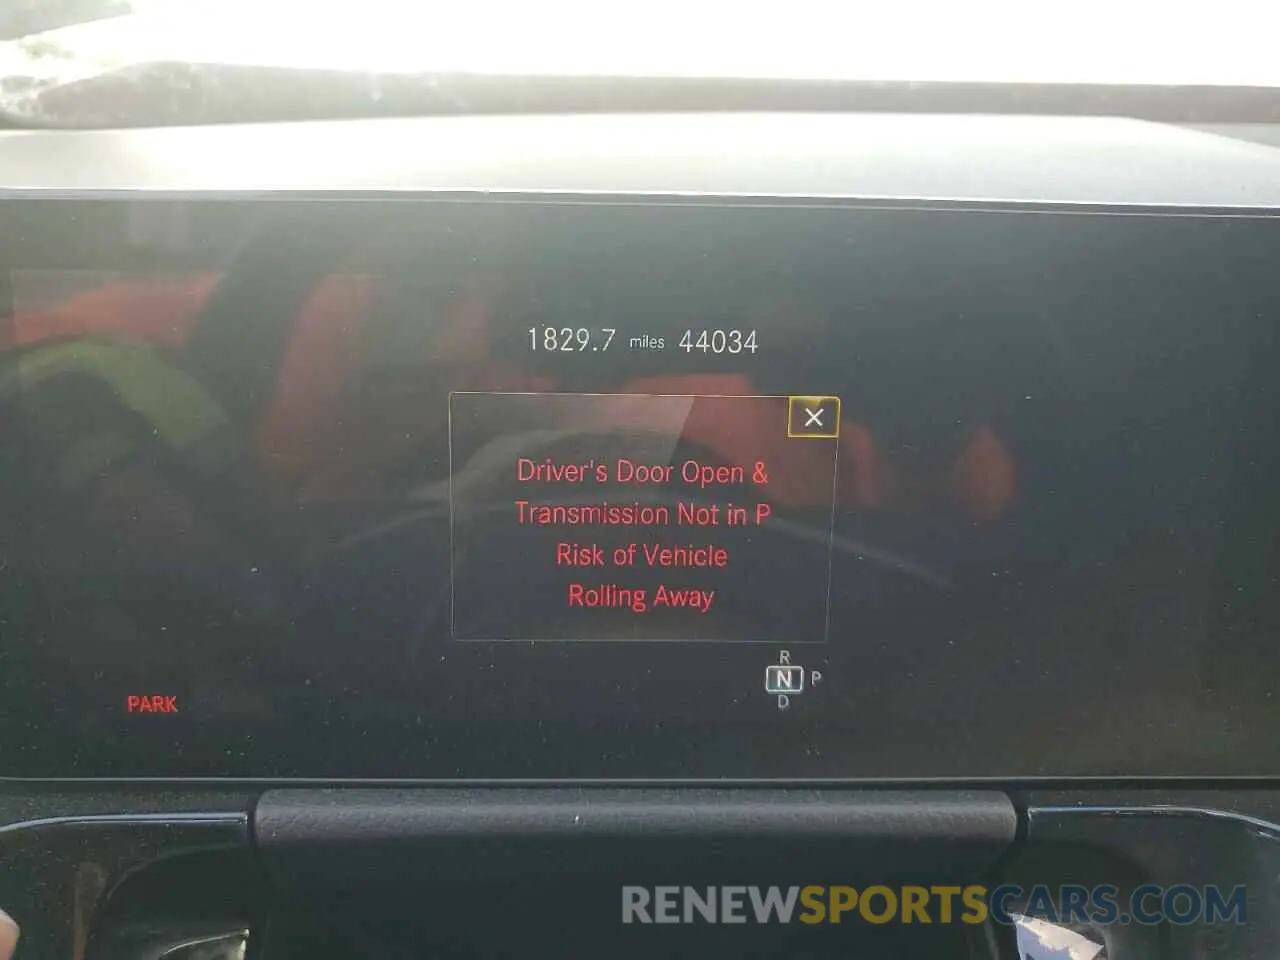 1829.7 miles 44034
X
Driver's Door Open &
Transmission Not in P
Risk of Vehicle
Rolling Away
R
N P
D
PARK
RENEWSPORTSCARS.COM